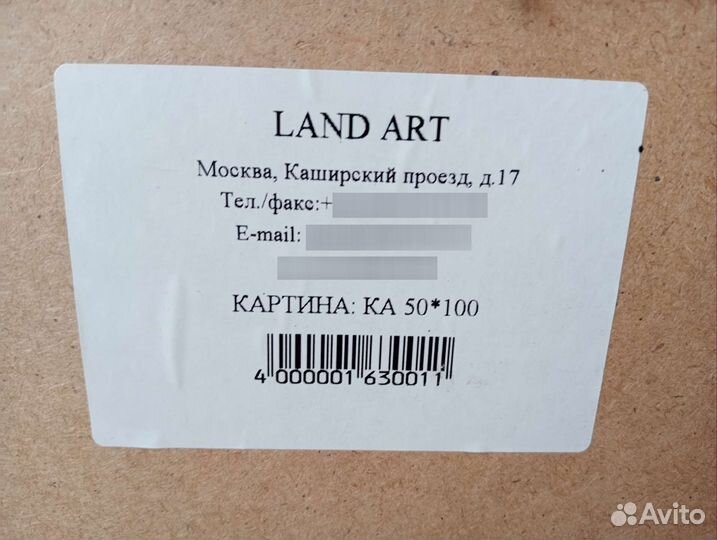 LAND ART
Москва, Каширский проезд, д.17
Тел./факс:+
E-mail:
КАРТИНА: КА 50*100
4 000001 630011
Avito